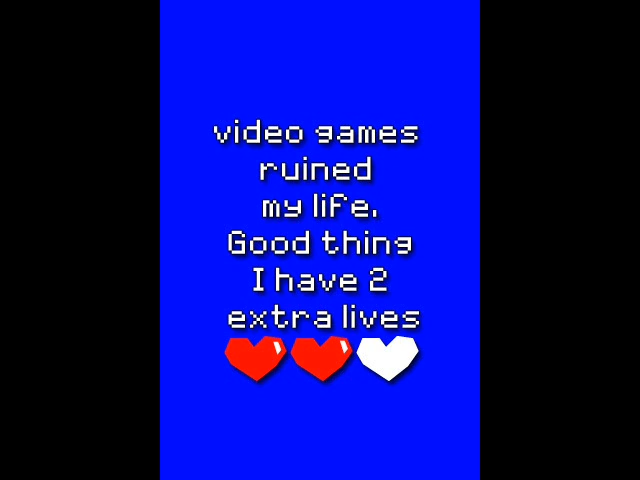 video games
ruined
my life.
Good thing
I have 2
extra lives